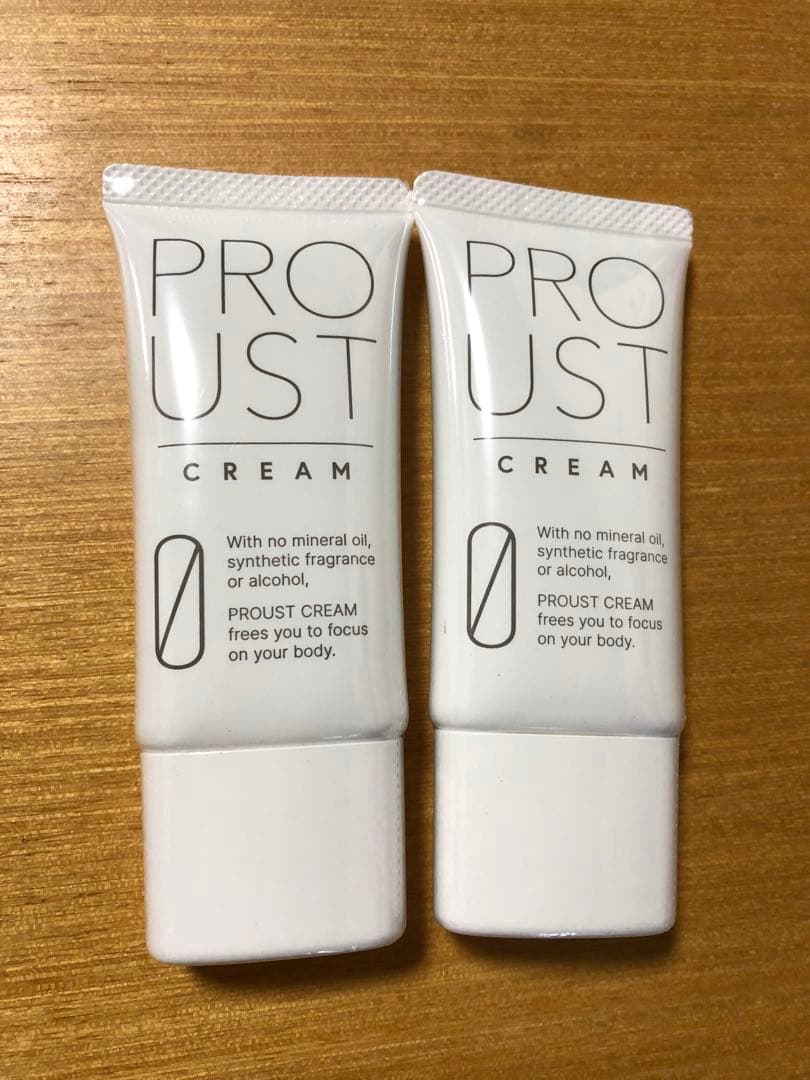 PRO
UST
CREAM
0
With no mineral oil,
synthetic fragrance
or alcohol,
PROUST CREAM
frees you to focus
on your body.
PRO
UST
CREAM
0
With no mineral oil,
synthetic fragrance
or alcohol,
PROUST CREAM
frees you to focus
on your body.